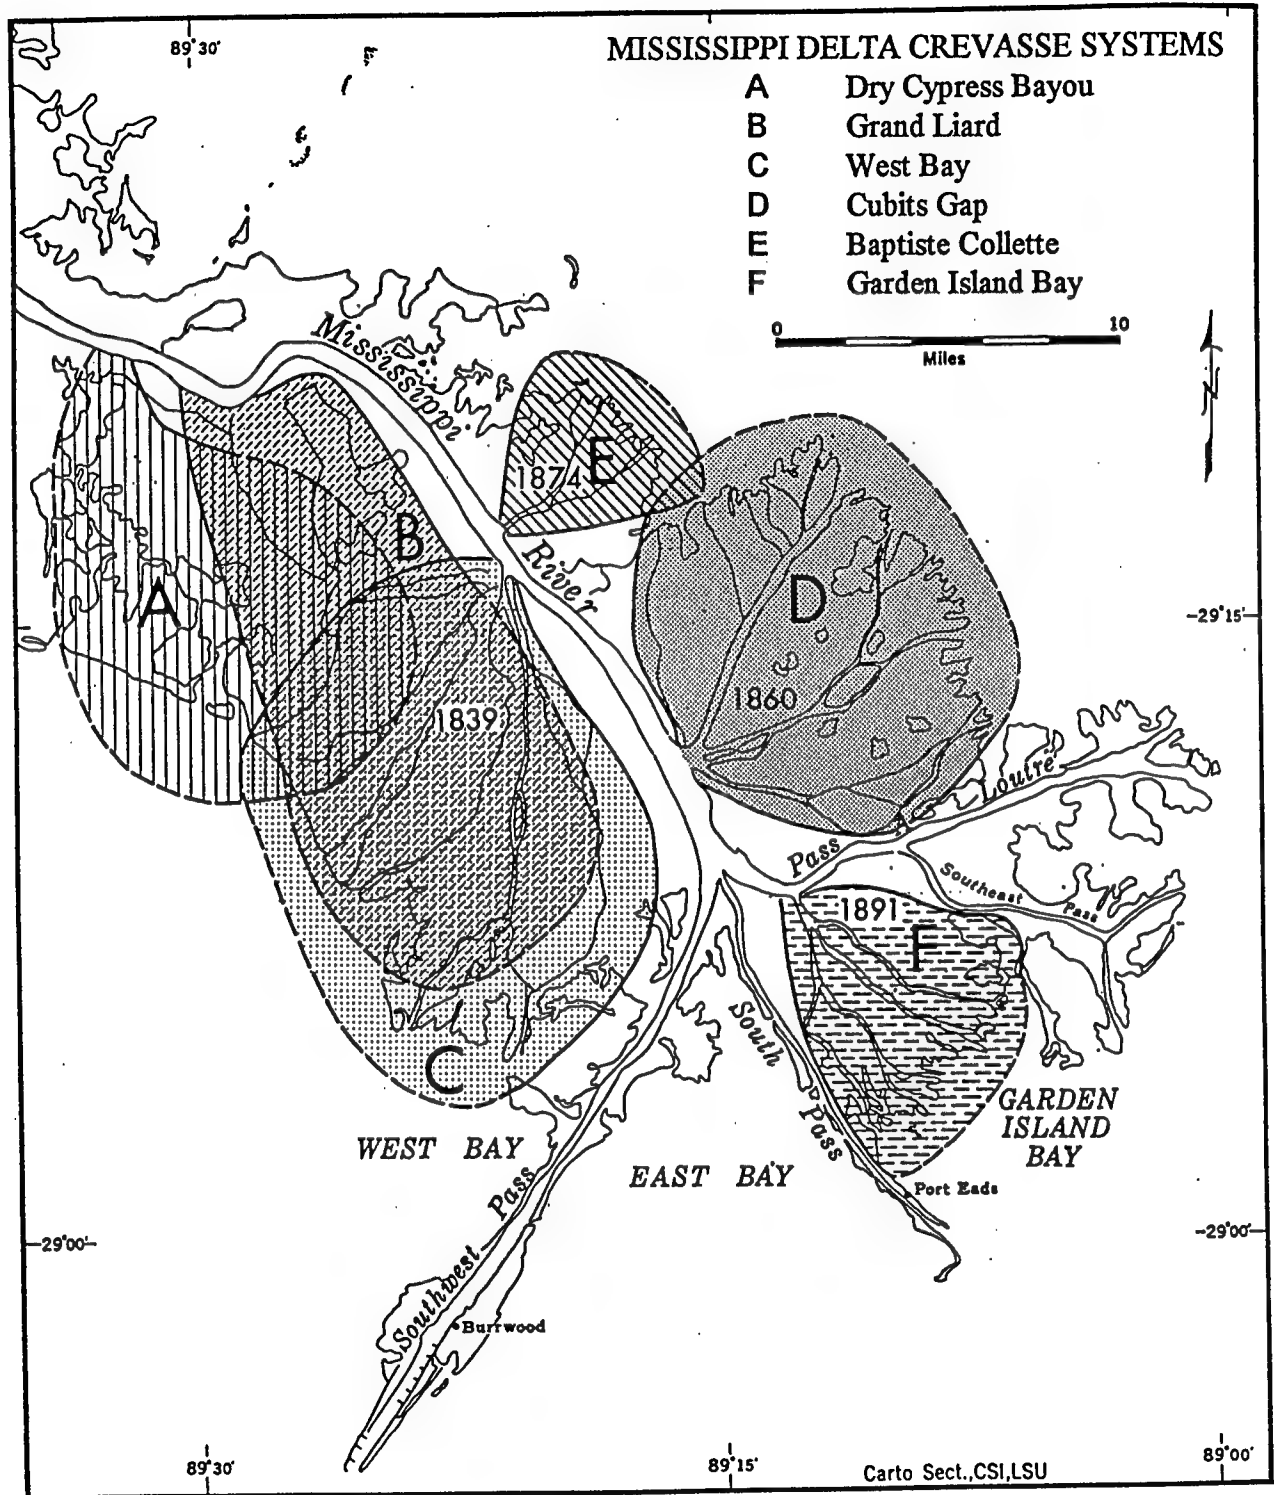 89°30'
MISSISSIPPI DELTA CREVASSE SYSTEMS
A Dry Cypress Bayou
B Grand Liard
C West Bay
D Cubits Gap
E Baptiste Collette
F Garden Island Bay
0 10
Miles
N
Mississippi
River
E
1874
B
D
A
29°15'
1860
1839
Pass Loutre
Southeast Pass
1891
F
South Pass
C
GARDEN
ISLAND
BAY
WEST BAY
EAST BAY
Port Eads
29°00'
29°00'
Southwest Pass
Burrwood
89°30'
89°15'
89°00'
Carto Sect.,CSI,LSU